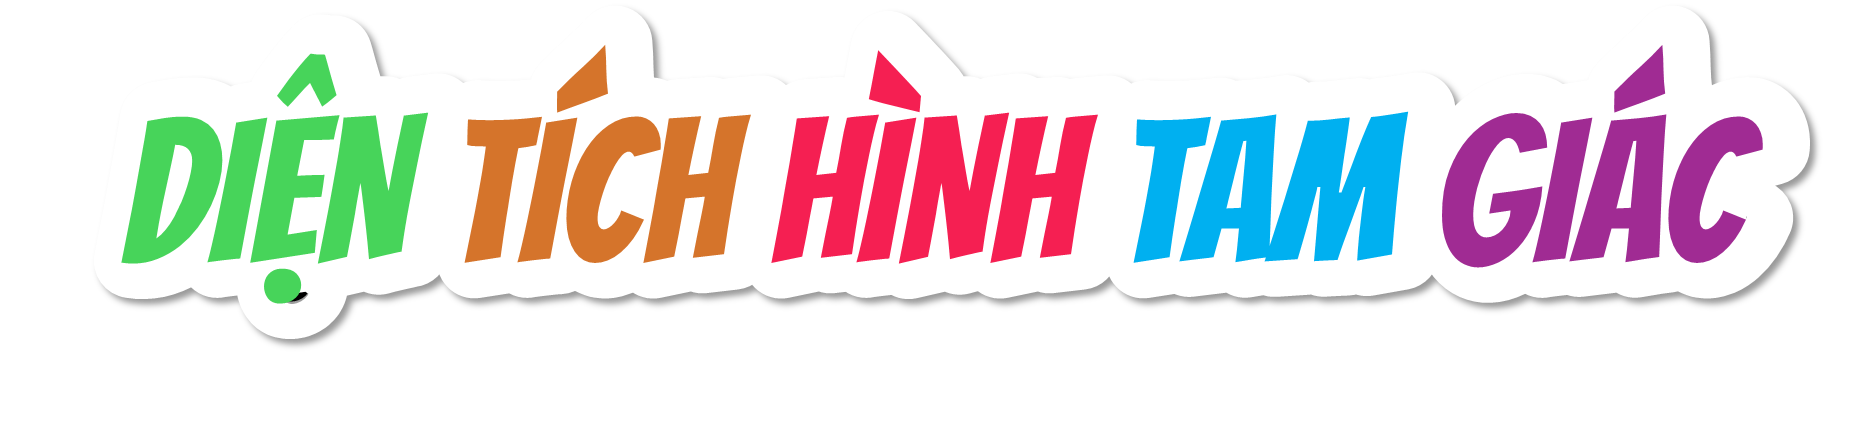 DIỆN TÍCH HÌNH TAM GIÁC